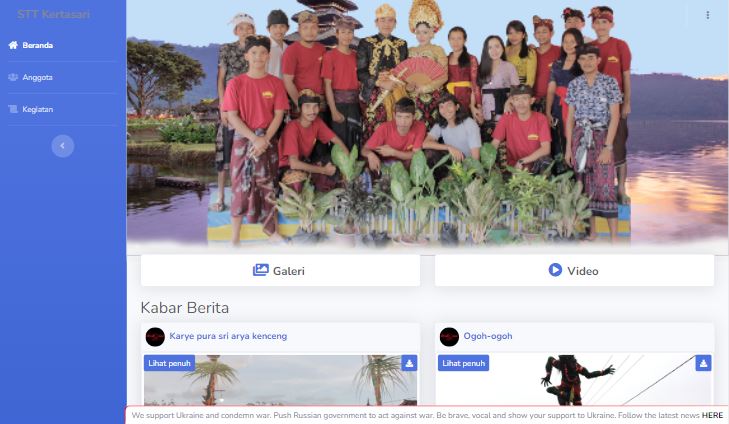 STT Kertasari
Beranda
Anggota
Kegiatan
Galeri
Video
Kabar Berita
Karye pura sri arya kenceng
Ogoh-ogoh
Lihat penuh
Lihat penuh
We support Ukraine and condemn war. Push Russian government to act against war. Be brave, vocal and show your support to Ukraine. Follow the latest news HERE